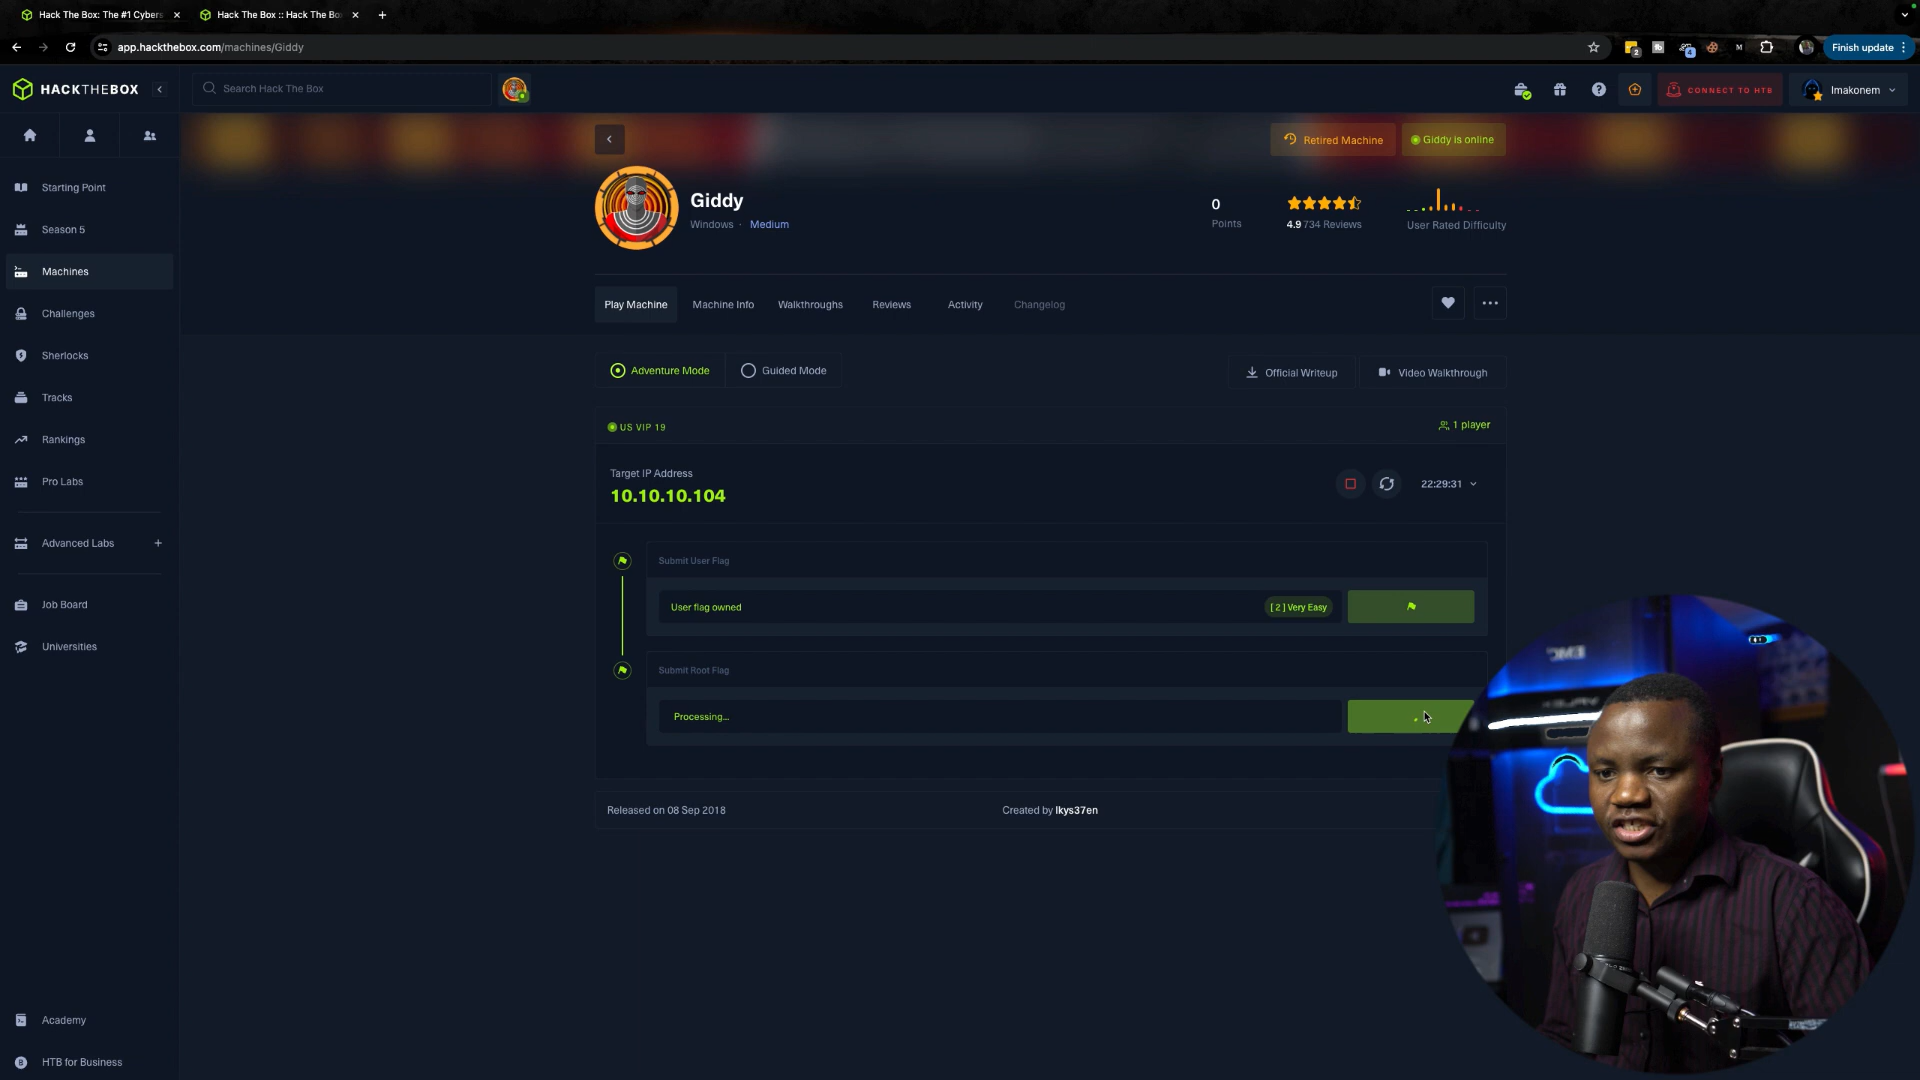 Hack The Box: The #1 Cybers
Hack The Box :: Hack The Bo
app.hackthebox.com/machines/Giddy
Finish update
HACKTHEBOX
Search Hack The Box
CONNECT TO HTB
lmakonem
Starting Point
Season 5
Machines
Challenges
Sherlocks
Tracks
Rankings
Pro Labs
Advanced Labs
Job Board
Universities
Academy
HTB for Business
Retired Machine
Giddy is online
Giddy
Windows · Medium
0
Points
4.9 734 Reviews
User Rated Difficulty
Play Machine
Machine Info
Walkthroughs
Reviews
Activity
Changelog
Adventure Mode
Guided Mode
Official Writeup
Video Walkthrough
US VIP 19
1 player
Target IP Address
10.10.10.104
22:29:31
Submit User Flag
User flag owned
[ 2 ] Very Easy
Submit Root Flag
Processing...
Released on 08 Sep 2018
Created by lkys37en